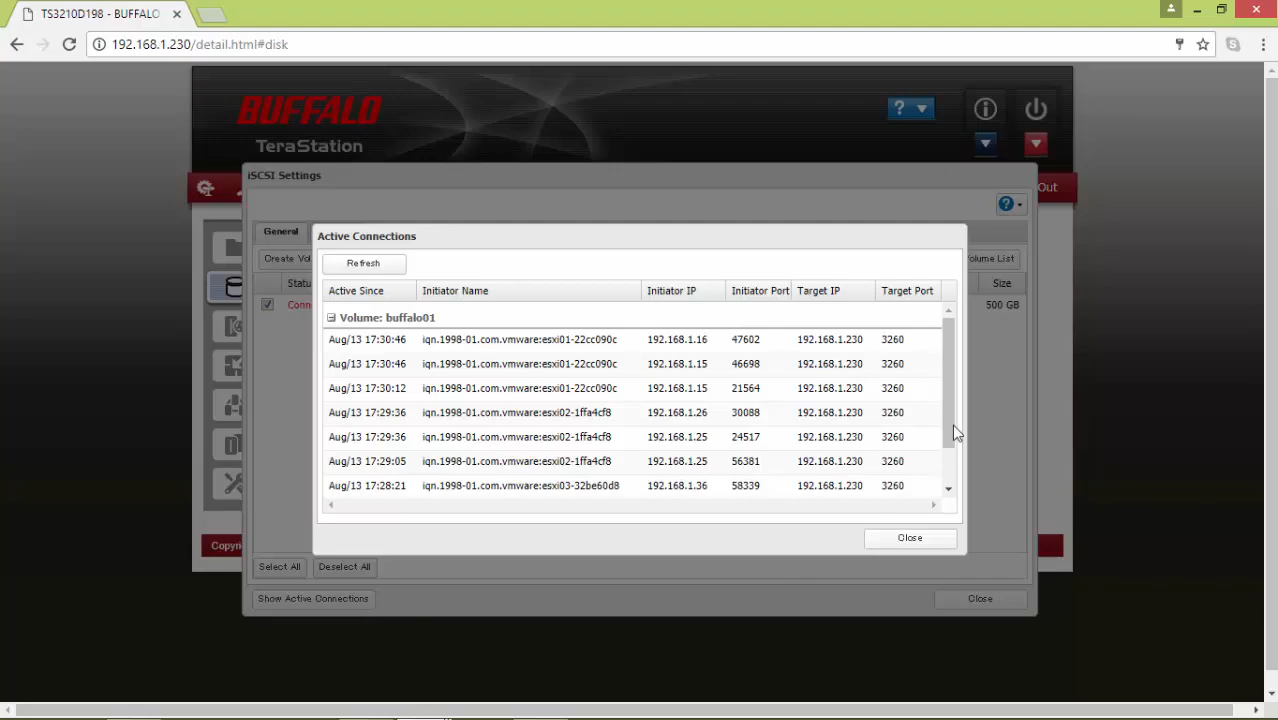 TS3210D198 - BUFFALO
192.168.1.230/detail.html#disk
BUFFALO
TeraStation
?
iSCSI Settings
Out
?
General
Active Connections
Create Vol
Refresh
olume List
Active Since Initiator Name Initiator IP Initiator Port Target IP Target Port
Statu
Size
Conn
500 GB
Volume: buffalo01
Aug/13 17:30:46 iqn.1998-01.com.vmware:esxi01-22cc090c 192.168.1.16 47602 192.168.1.230 3260
Aug/13 17:30:46 iqn.1998-01.com.vmware:esxi01-22cc090c 192.168.1.15 46698 192.168.1.230 3260
Aug/13 17:30:12 iqn.1998-01.com.vmware:esxi01-22cc090c 192.168.1.15 21564 192.168.1.230 3260
Aug/13 17:29:36 iqn.1998-01.com.vmware:esxi02-1ffa4cf8 192.168.1.26 30088 192.168.1.230 3260
Aug/13 17:29:36 iqn.1998-01.com.vmware:esxi02-1ffa4cf8 192.168.1.25 24517 192.168.1.230 3260
Aug/13 17:29:05 iqn.1998-01.com.vmware:esxi02-1ffa4cf8 192.168.1.25 56381 192.168.1.230 3260
Aug/13 17:28:21 iqn.1998-01.com.vmware:esxi03-32be60d8 192.168.1.36 58339 192.168.1.230 3260
Close
Copyri
Select All Deselect All
Show Active Connections
Close